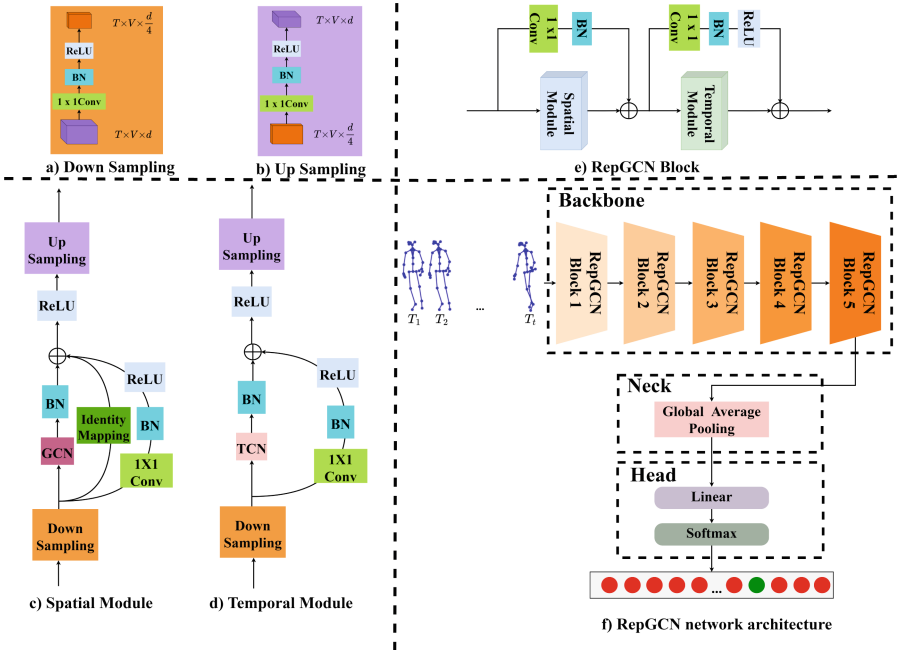 T×V×d/4
ReLU
BN
1 x 1Conv
T×V×d
a) Down Sampling
T×V×d
ReLU
BN
1 x 1Conv
T×V×d/4
b) Up Sampling
1x1
Conv
BN
Spatial
Module
1x1
Conv
BN
ReLU
Temporal
Module
e) RepGCN Block
Up
Sampling
ReLU
ReLU
BN
Identity
Mapping
BN
GCN
1X1
Conv
Down
Sampling
c) Spatial Module
Up
Sampling
ReLU
ReLU
BN
BN
TCN
1X1
Conv
Down
Sampling
d) Temporal Module
Backbone
RepGCN
Block 1
RepGCN
Block 2
RepGCN
Block 3
RepGCN
Block 4
RepGCN
Block 5
T1
T2
...
Tt
Neck
Global Average
Pooling
Head
Linear
Softmax
...
f) RepGCN network architecture